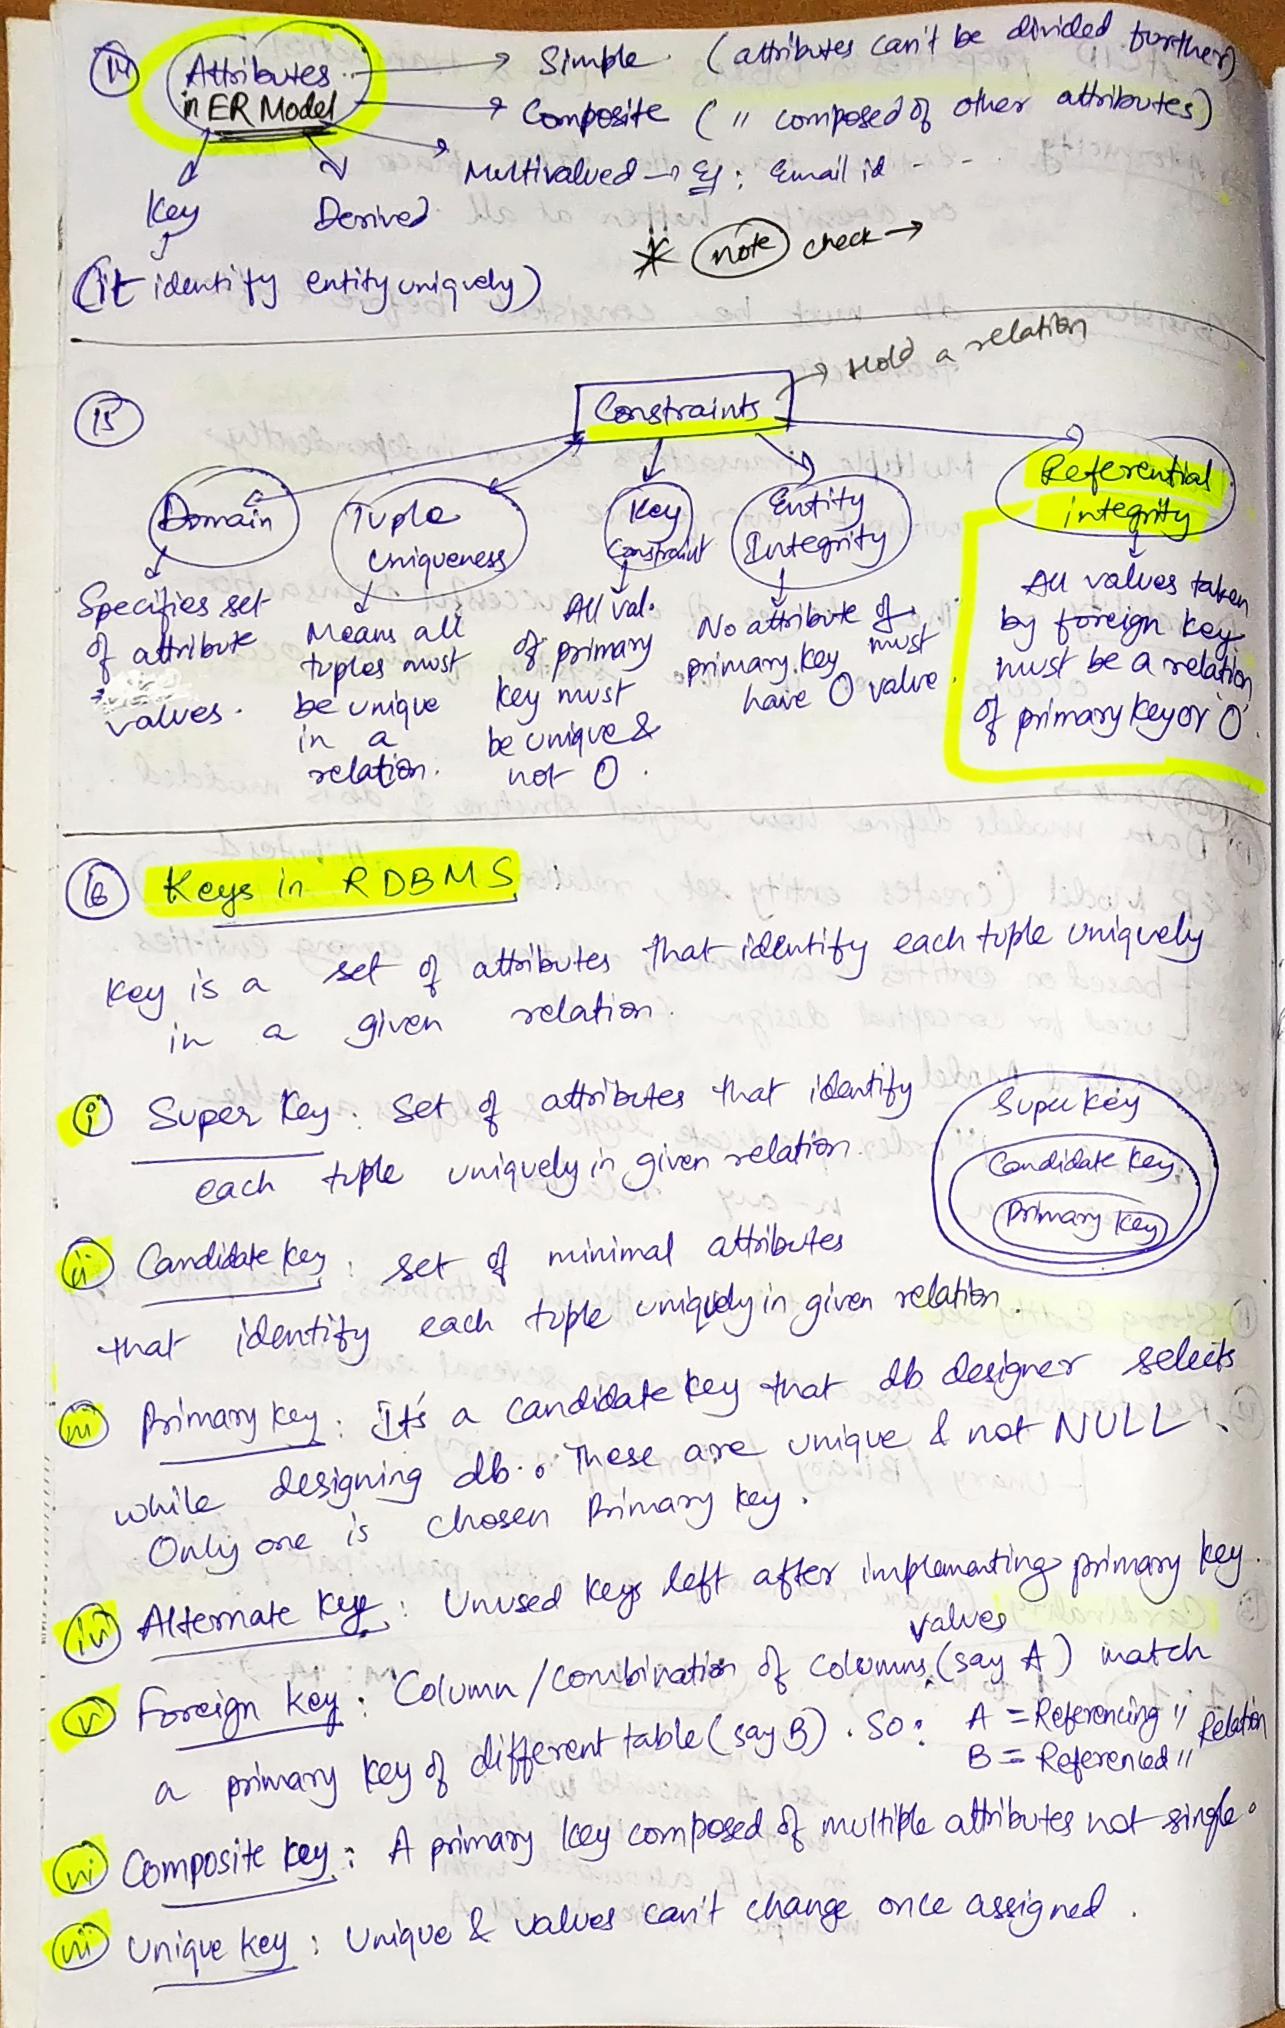 14 Attributes in ER Model
→ Simple (attributes can't be divided further)
→ Composite ( " composed of other attributes)
→ Multivalued → Eg: Email id - - -
Key
Derived
(it identify entity uniquely)
* note check →
15 Constraints → Hold a relation
Domain
Specifies set
of attribute
values.
Tuple
Uniqueness
Means all
tuples must
be unique
in a
relation.
Key
Constraint
All val.
of primary
key must
be unique &
not 0.
Entity
Integrity
No attribute of
primary key must
have 0 value.
Referential
integrity
All values taken
by foreign key
must be a relation
of primary key or 0.
16 Keys in RDBMS
Key is a set of attributes that identify each tuple uniquely
in a given relation.
i) Super Key: Set of attributes that identify
each tuple uniquely in given relation.
Super Key
Candidate Key
Primary Key
ii) Candidate key: set of minimal attributes
that identify each tuple uniquely in given relation.
iii) Primary key: It's a candidate key that db designer selects
while designing db. These are unique & not NULL.
Only one is chosen Primary key.
iv) Alternate key: Unused keys left after implementing primary key.
v) Foreign key: Column/combination of columns values (say A) match
a primary key of different table (say B). So: A = Referencing " Relation
B = Referenced "
vi) Composite key: A primary key composed of multiple attributes not single.
vii) Unique key: Unique & values can't change once assigned.